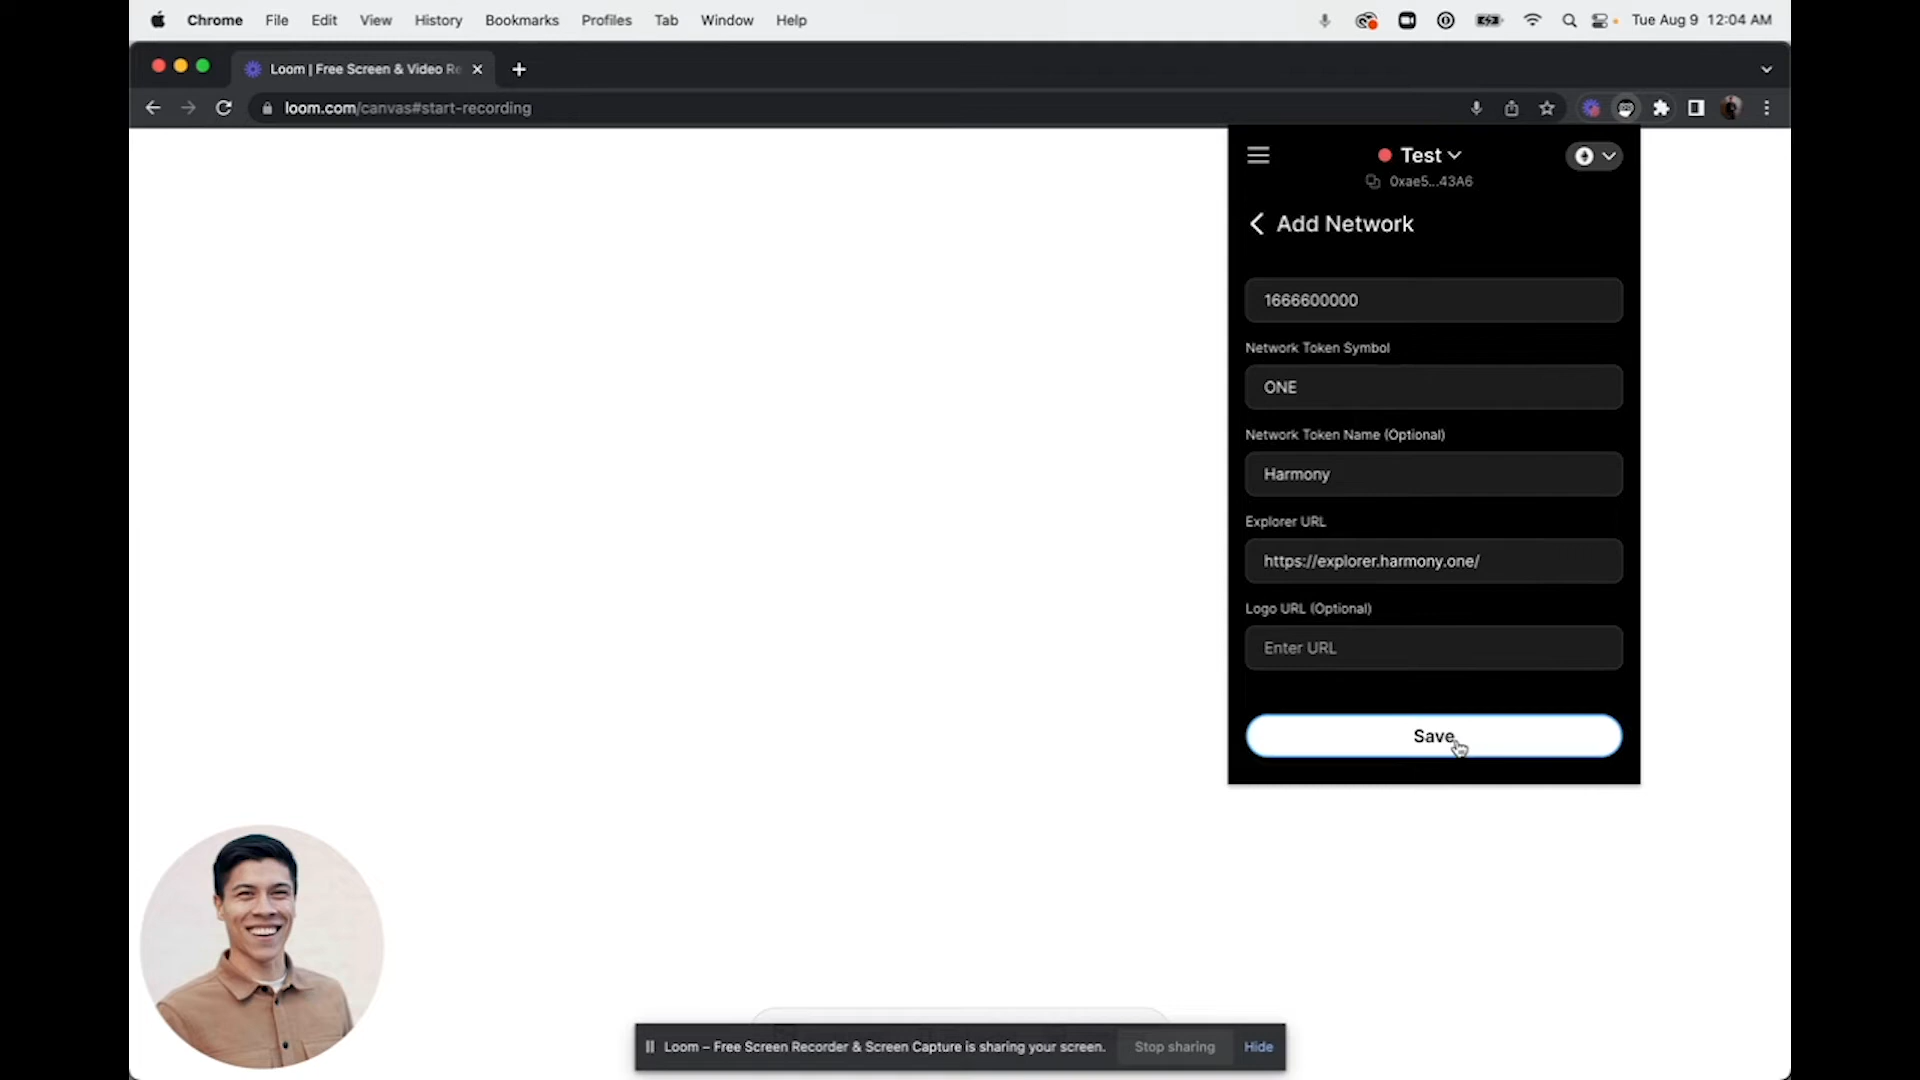 Chrome File Edit View History Bookmarks Profiles Tab Window Help Tue Aug 9 12:04 AM
Loom | Free Screen & Video Re
loom.com/canvas#start-recording
Test
0xae5...43A6
Add Network
1666600000
Network Token Symbol
ONE
Network Token Name (Optional)
Harmony
Explorer URL
https://explorer.harmony.one/
Logo URL (Optional)
Enter URL
Save
Loom – Free Screen Recorder & Screen Capture is sharing your screen. Stop sharing Hide